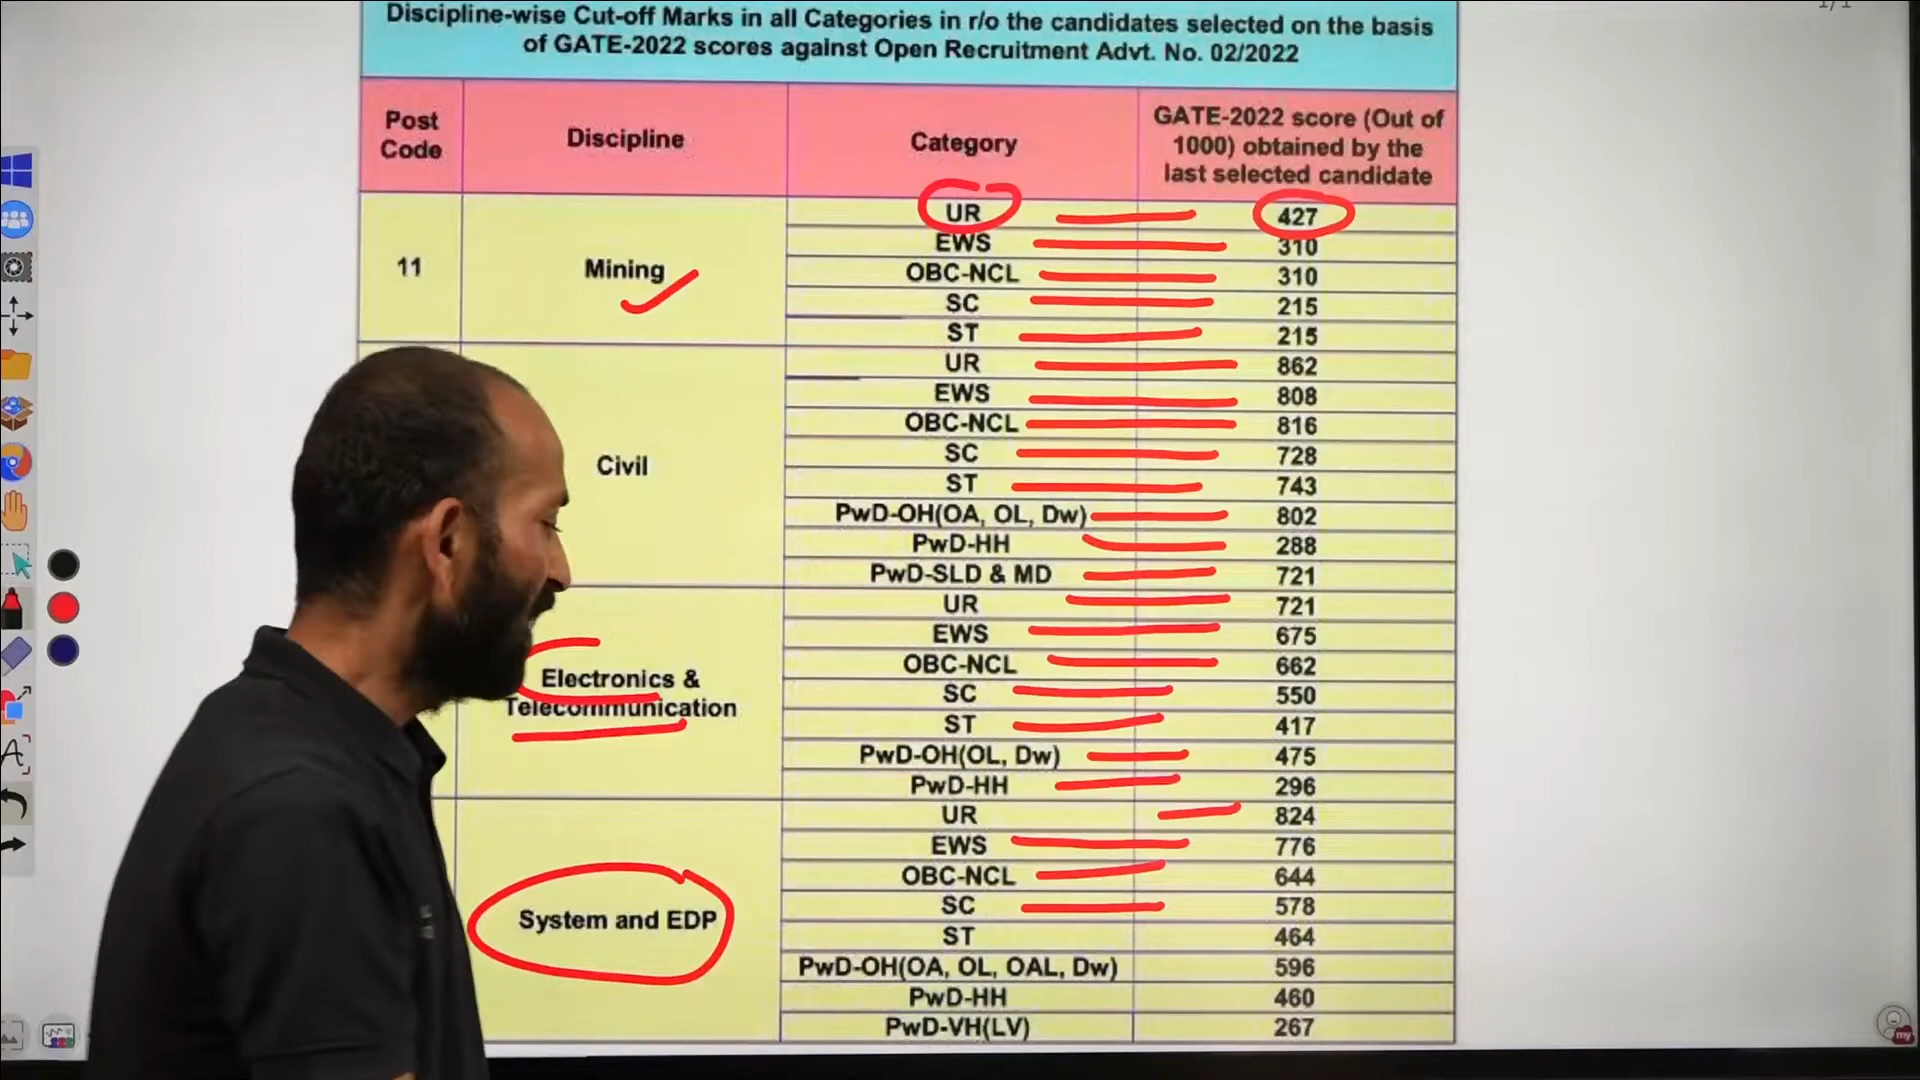 1/1
Discipline-wise Cut-off Marks in all Categories in r/o the candidates selected on the basis
of GATE-2022 scores against Open Recruitment Advt. No. 02/2022
Post
Code
Discipline
Category
GATE-2022 score (Out of
1000) obtained by the
last selected candidate
11
Mining
UR 427
EWS 310
OBC-NCL 310
SC 215
ST 215
Civil
UR 862
EWS 808
OBC-NCL 816
SC 728
ST 743
PwD-OH(OA, OL, Dw) 802
PwD-HH 288
PwD-SLD & MD 721
Electronics &
Telecommunication
UR 721
EWS 675
OBC-NCL 662
SC 550
ST 417
PwD-OH(OL, Dw) 475
PwD-HH 296
System and EDP
UR 824
EWS 776
OBC-NCL 644
SC 578
ST 464
PwD-OH(OA, OL, OAL, Dw) 596
PwD-HH 460
PwD-VH(LV) 267
A
my